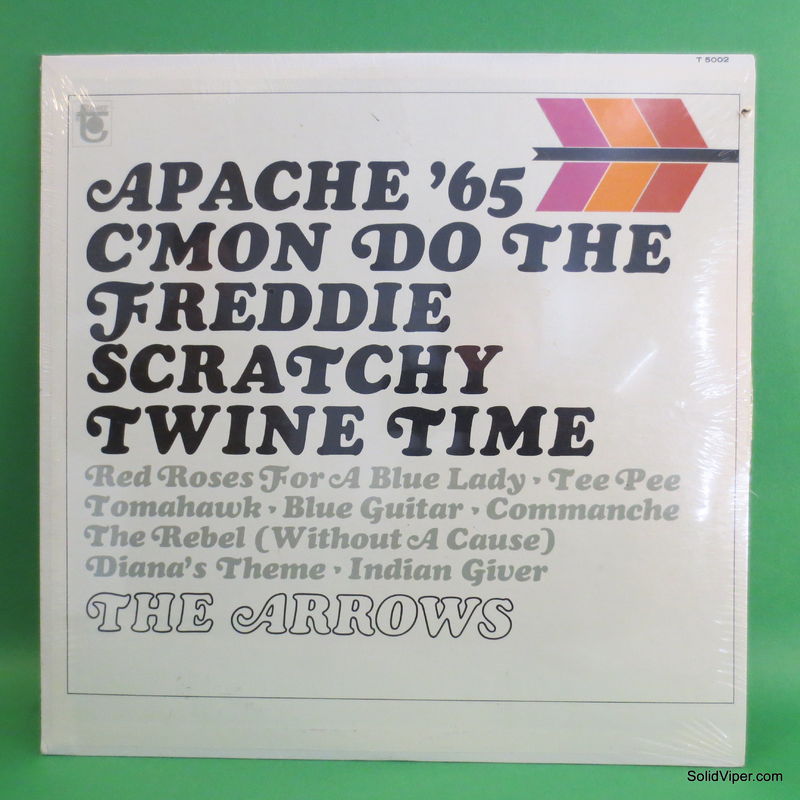 T 5002
APACHE '65
C'MON DO THE
FREDDIE
SCRATCHY
TWINE TIME
Red Roses For A Blue Lady · Tee Pee
Tomahawk · Blue Guitar · Commanche
The Rebel (Without A Cause)
Diana's Theme · Indian Giver
THE ARROWS
SolidViper.com